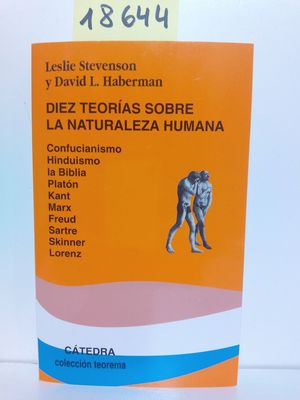 18644
Leslie Stevenson
y David L. Haberman
DIEZ TEORÍAS SOBRE
LA NATURALEZA HUMANA
Confucianismo
Hinduismo
la Biblia
Platón
Kant
Marx
Freud
Sartre
Skinner
Lorenz
CÁTEDRA
colección teorema